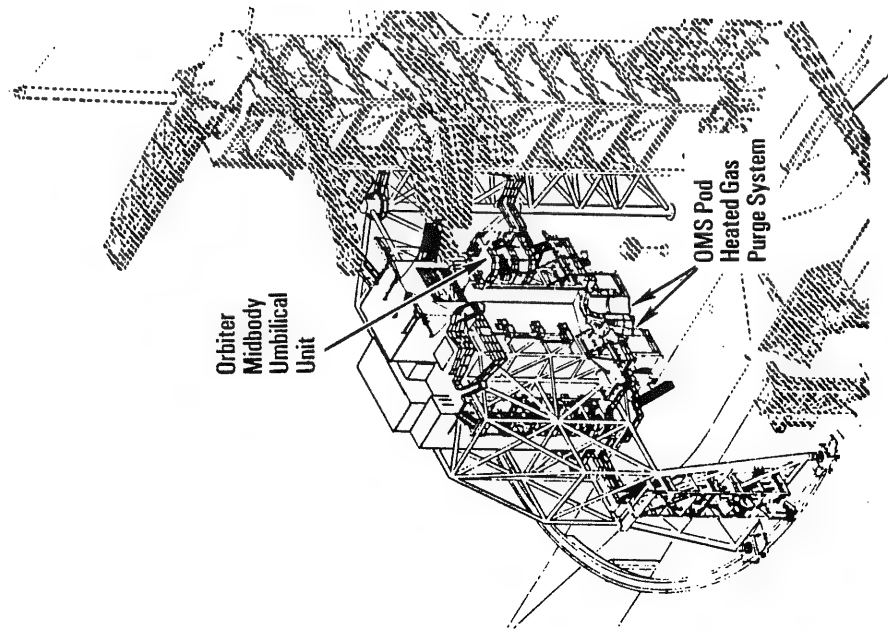 Orbiter
Midbody
Umbilical
Unit
OMS Pod
Heated Gas
Purge System